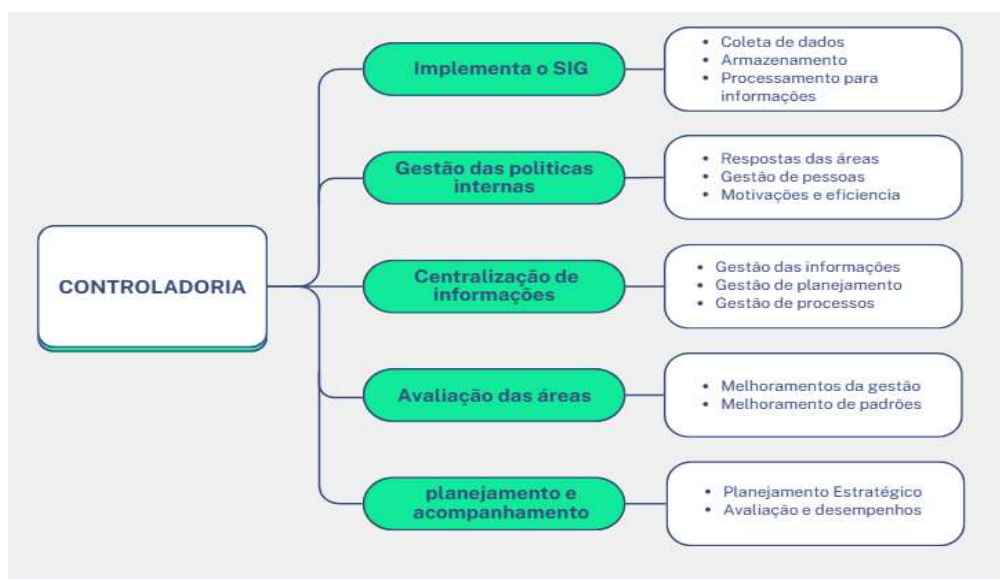 CONTROLADORIA
Implementa o SIG
• Coleta de dados
• Armazenamento
• Processamento para
informações
Gestão das politicas
internas
• Respostas das áreas
• Gestão de pessoas
• Motivações e eficiencia
Centralização de
informações
• Gestão das informações
• Gestão de planejamento
• Gestão de processos
Avaliação das áreas
• Melhoramentos da gestão
• Melhoramento de padrões
planejamento e
acompanhamento
• Planejamento Estratégico
• Avaliação e desempenhos